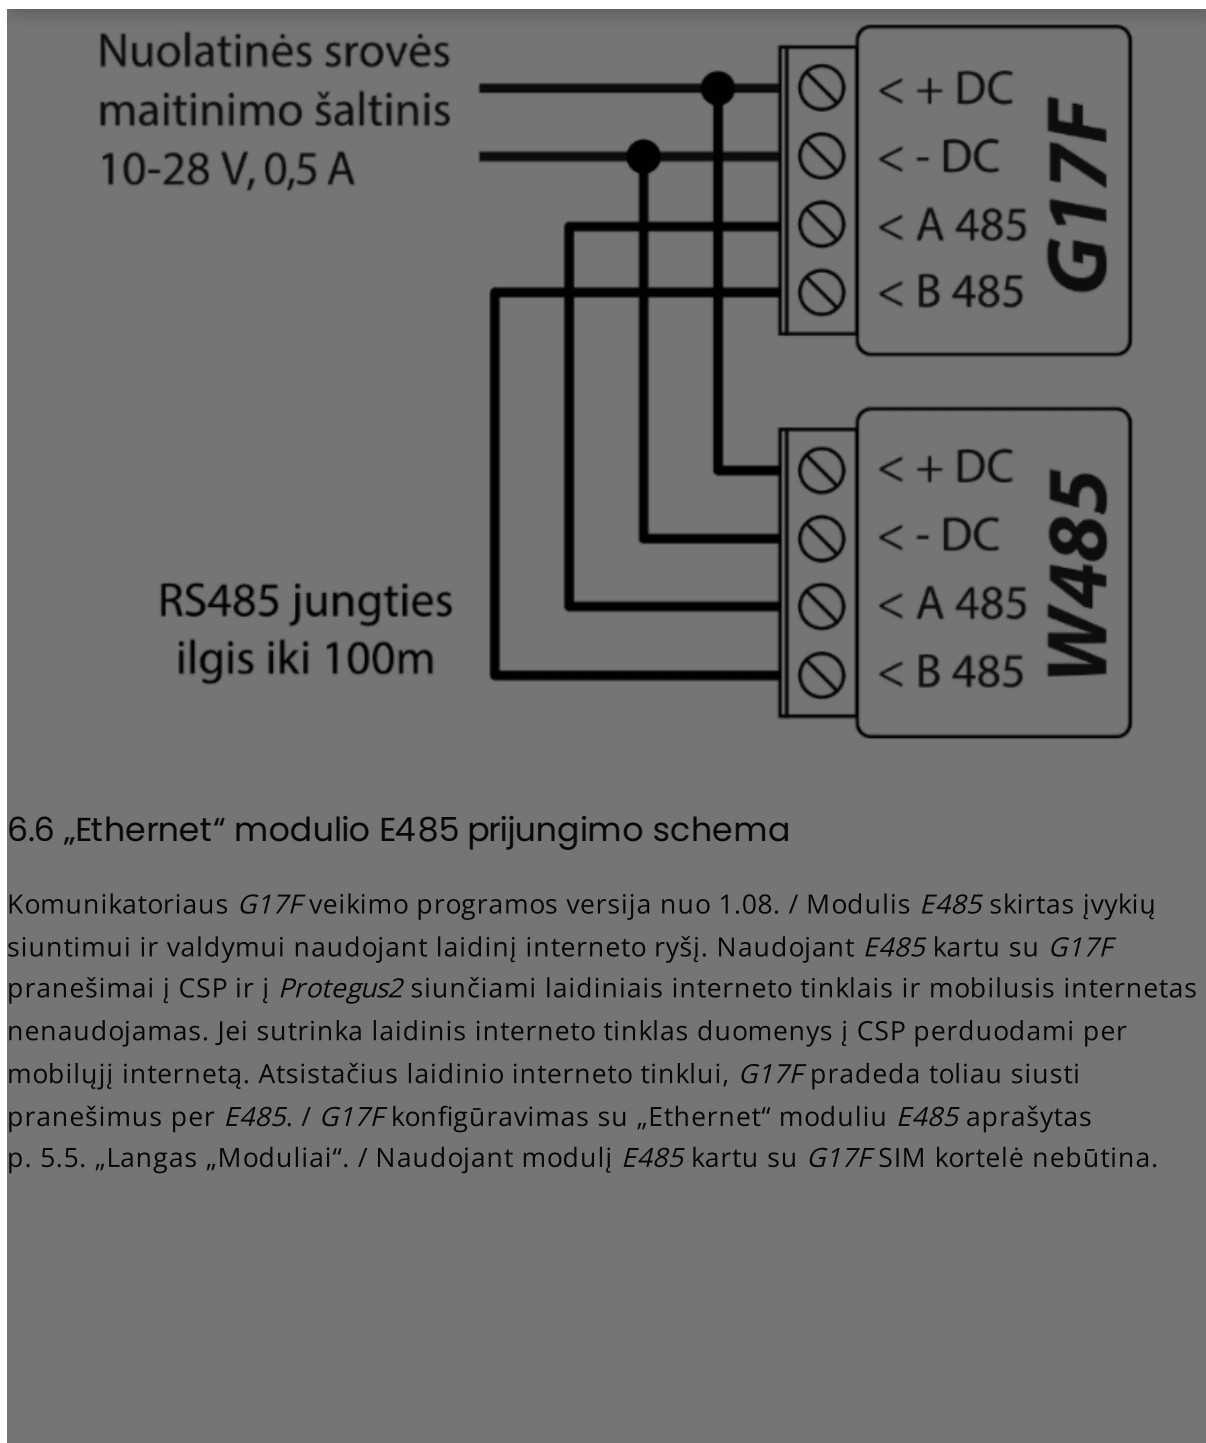 Nuolatinės srovės
maitinimo šaltinis
10-28 V, 0,5 A
< + DC
< - DC
< A 485
< B 485
G17F
< + DC
< - DC
< A 485
< B 485
W485
RS485 jungties
ilgis iki 100m
6.6 „Ethernet“ modulio E485 prijungimo schema
Komunikatoriaus G17F veikimo programos versija nuo 1.08. / Modulis E485 skirtas įvykių
siuntimui ir valdymui naudojant laidinį interneto ryšį. Naudojant E485 kartu su G17F
pranešimai į CSP ir į Protegus2 siunčiami laidiniais interneto tinklais ir mobilusis internetas
nenaudojamas. Jei sutrinka laidinis interneto tinklas duomenys į CSP perduodami per
mobilųjį internetą. Atsistačius laidinio interneto tinklui, G17F pradeda toliau siusti
pranešimus per E485. / G17F konfigūravimas su „Ethernet“ moduliu E485 aprašytas
p. 5.5. „Langas „Moduliai“. / Naudojant modulį E485 kartu su G17F SIM kortelė nebūtina.